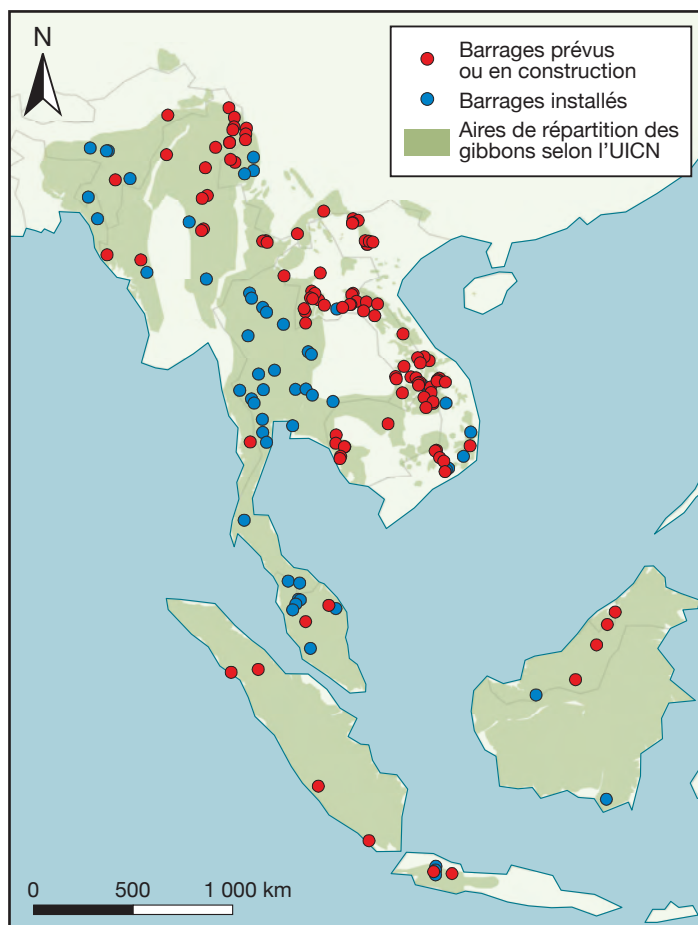 N
Barrages prévus
ou en construction
Barrages installés
Aires de répartition des
gibbons selon l'UICN
0 500 1 000 km